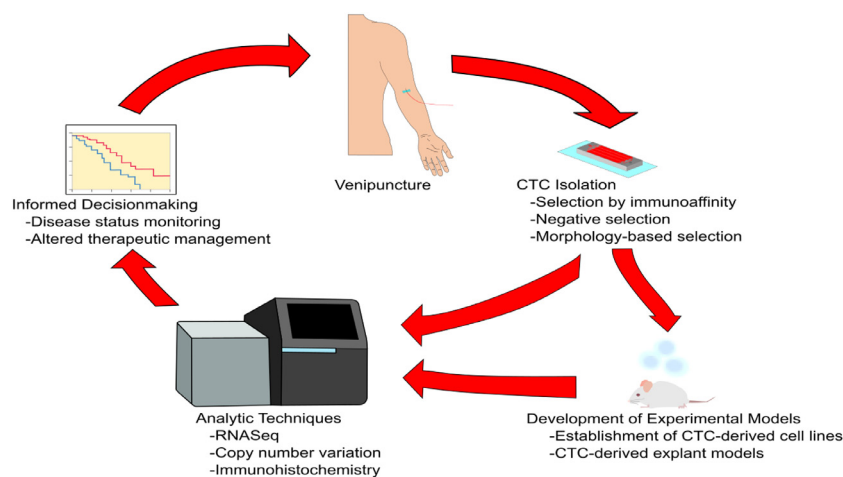 Venipuncture
CTC Isolation
-Selection by immunoaffinity
-Negative selection
-Morphology-based selection
Development of Experimental Models
-Establishment of CTC-derived cell lines
-CTC-derived explant models
Analytic Techniques
-RNASeq
-Copy number variation
-Immunohistochemistry
Informed Decisionmaking
-Disease status monitoring
-Altered therapeutic management